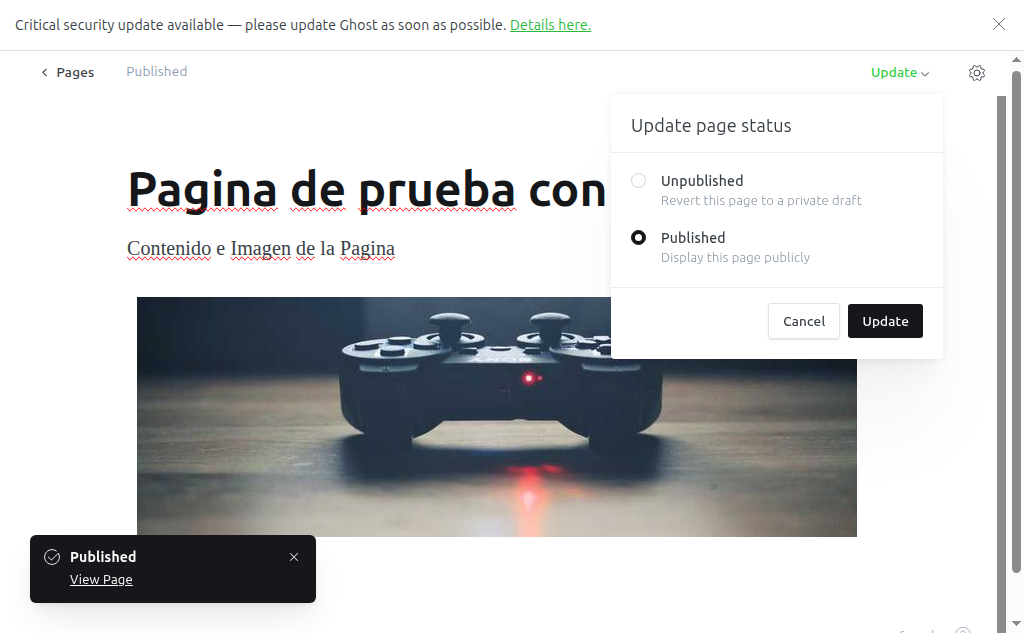 Critical security update available — please update Ghost as soon as possible. Details here.
Pages
Published
Update
Update page status
Unpublished
Revert this page to a private draft
Published
Display this page publicly
Cancel
Update
Pagina de prueba con
Contenido e Imagen de la Pagina
SONY
Published
View Page